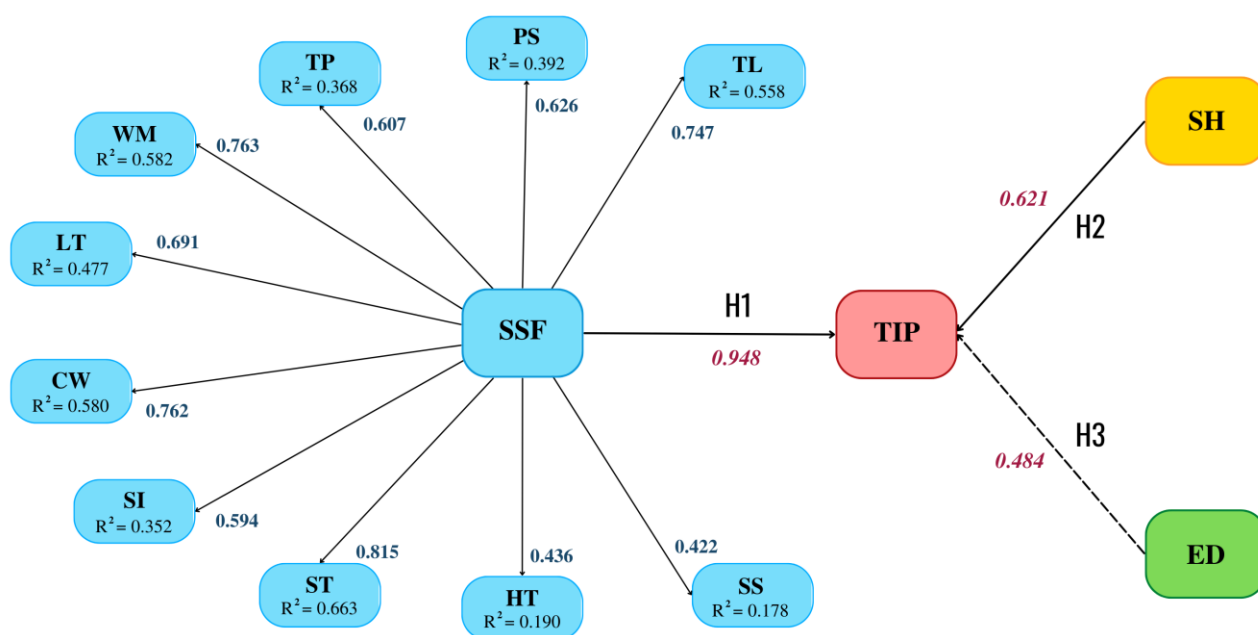 PS
R² = 0.392
TP
R² = 0.368
TL
R² = 0.558
0.626
0.607
0.747
WM
R² = 0.582
0.763
SH
0.621
H2
LT
R² = 0.477
0.691
SSF
H1
0.948
TIP
CW
R² = 0.580
0.762
H3
0.484
SI
R² = 0.352
0.594
0.815
0.436
0.422
ST
R² = 0.663
HT
R² = 0.190
SS
R² = 0.178
ED